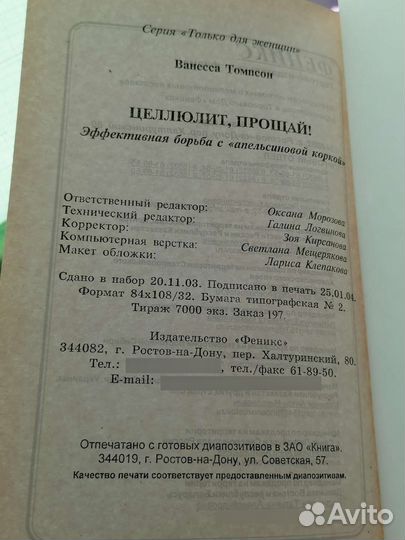 Серия «Только для женщин»
Ванесса Томпсон
ЦЕЛЛЮЛИТ, ПРОЩАЙ!
Эффективная борьба с «апельсиновой коркой»
Ответственный редактор: Оксана Морозова
Технический редактор: Галина Логвинова
Корректор: Зоя Кирсанова
Компьютерная верстка: Светлана Мещерякова
Макет обложки: Лариса Клепакова
Сдано в набор 20.11.03. Подписано в печать 25.01.04.
Формат 84х108/32. Бумага типографская № 2.
Тираж 7000 экз. Заказ 197.
Издательство «Феникс»
344082, г. Ростов-на-Дону, пер. Халтуринский, 80.
Тел.: , тел./факс 61-89-50.
E-mail:
Отпечатано с готовых диапозитивов в ЗАО «Книга».
344019, г. Ростов-на-Дону, ул. Советская, 57.
Качество печати соответствует предоставленным диапозитивам.
Avito